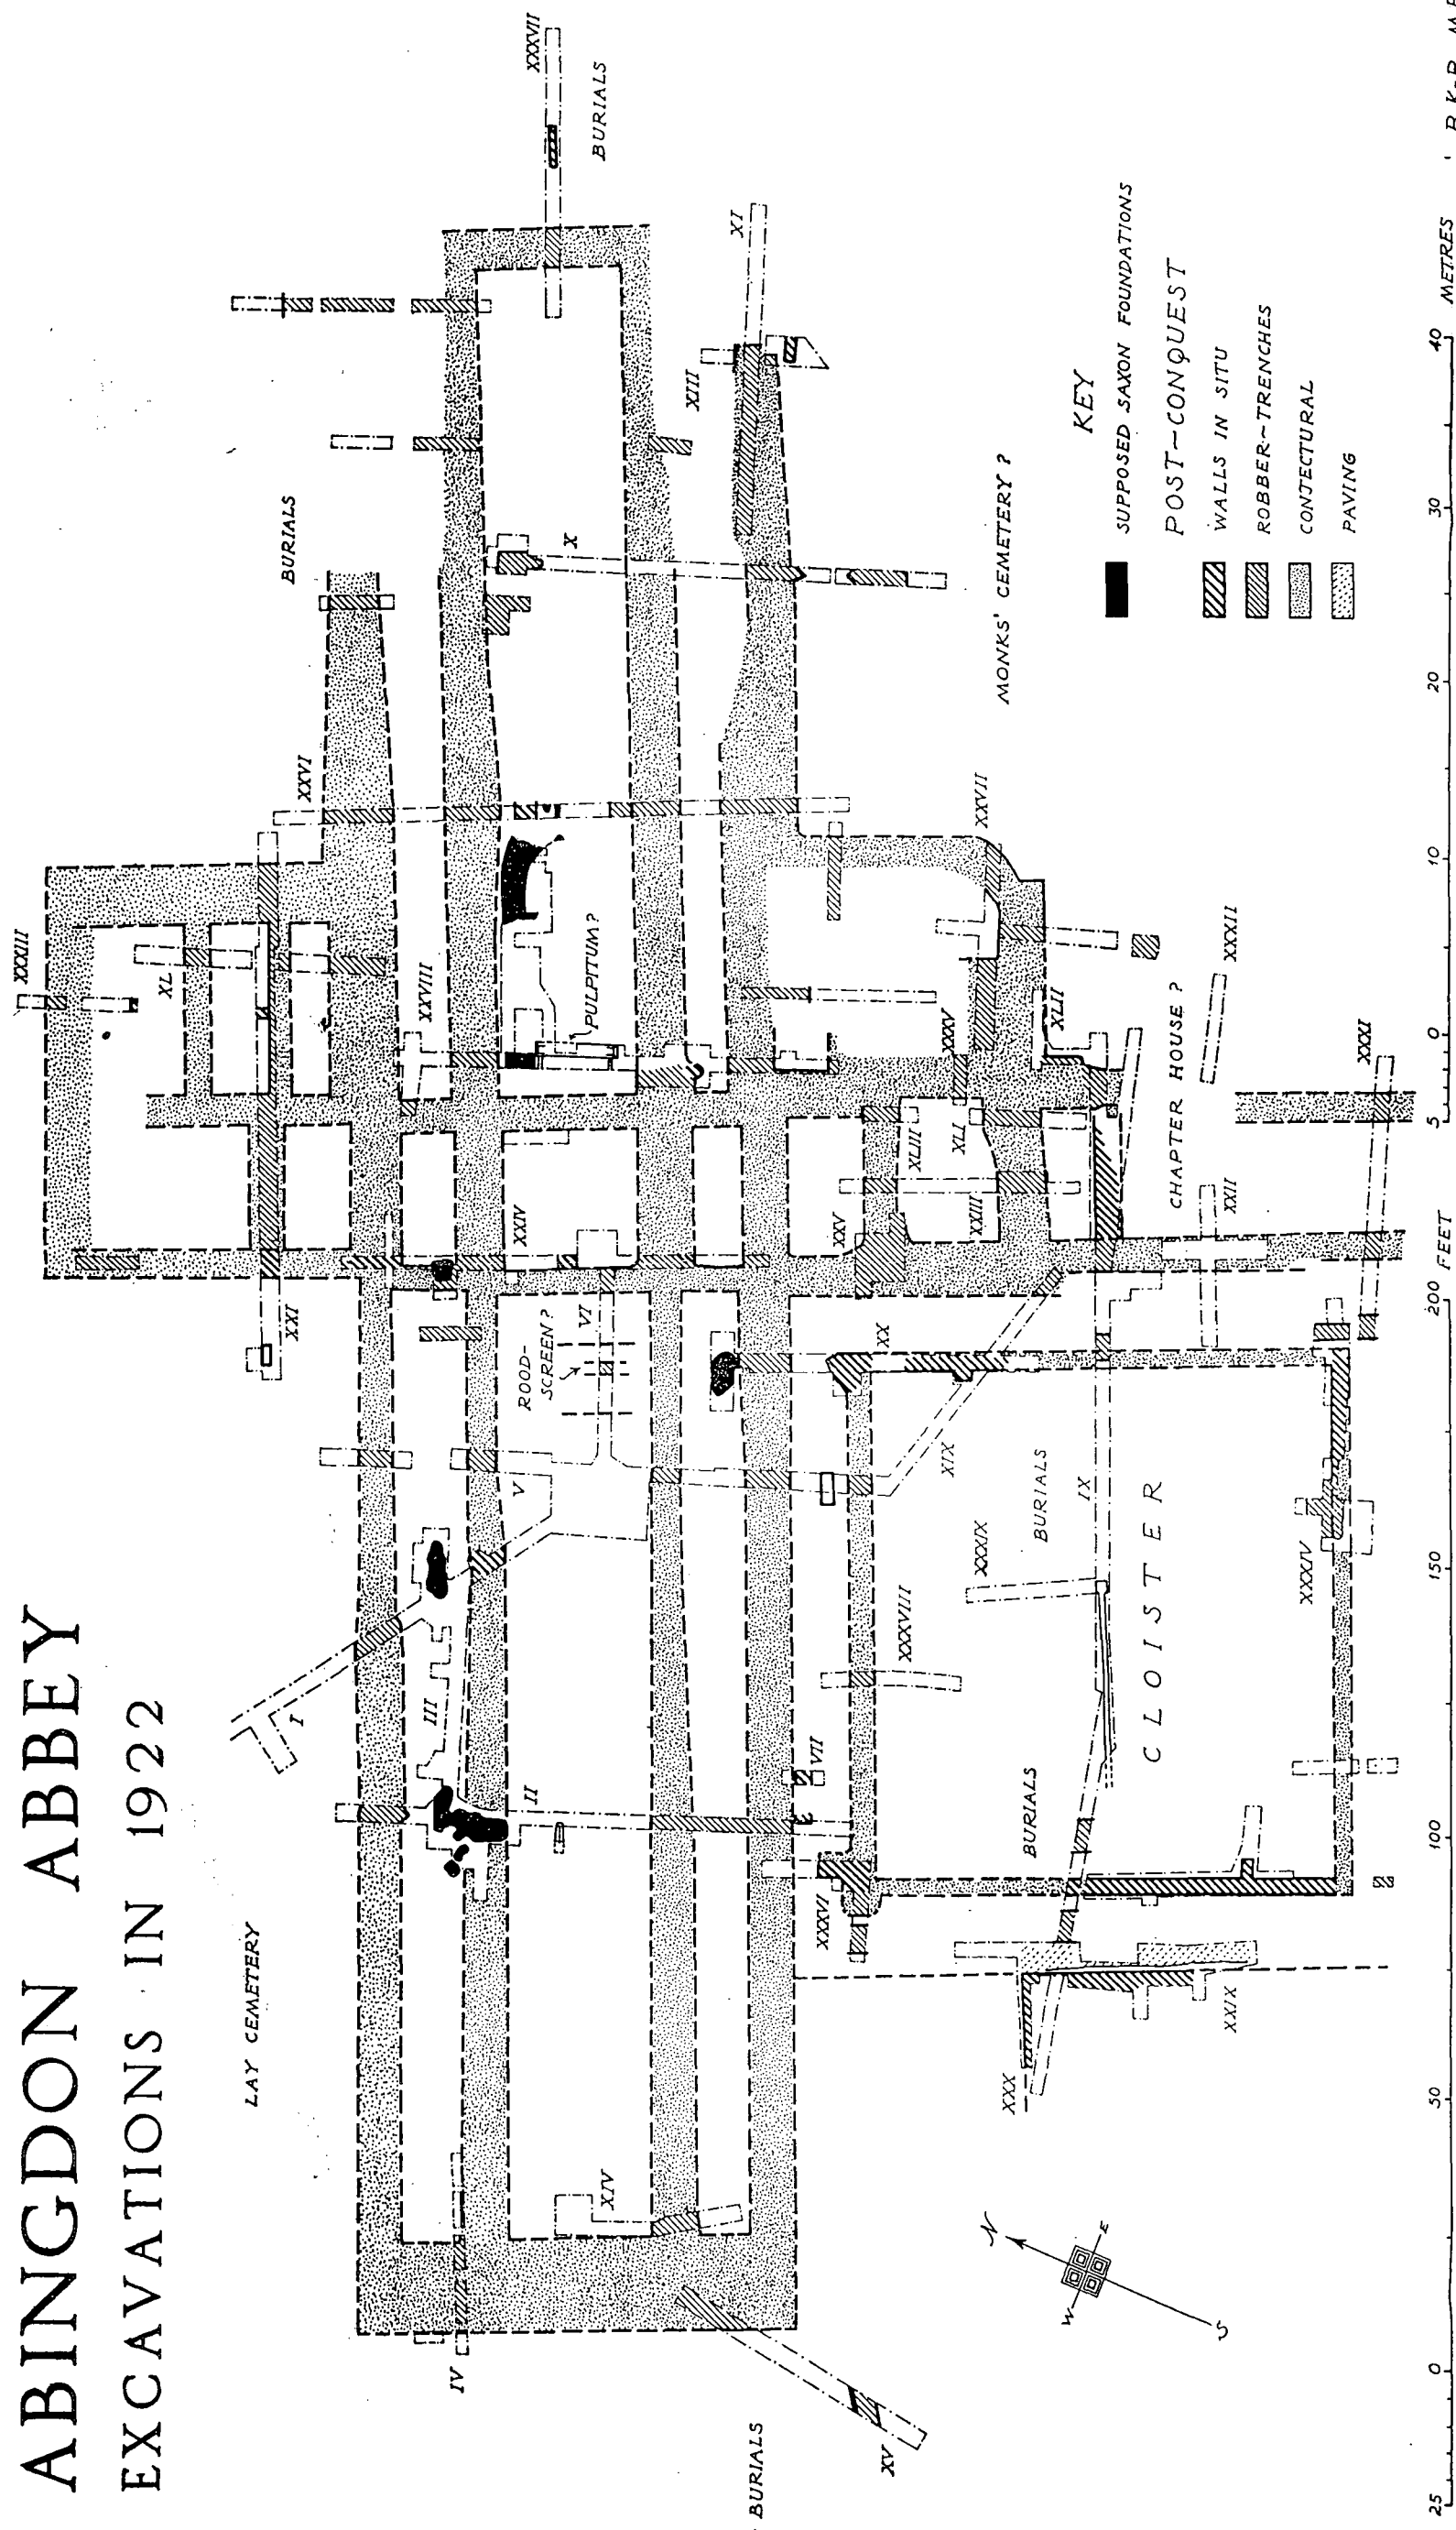 ABINGDON ABBEY
EXCAVATIONS IN 1922
LAY CEMETERY
BURIALS
BURIALS
XXXVII
BURIALS
XXXIII
XL
XXVI
XXI
XXVIII
I
III
II
IV
V
VI
XXIV
ROOD-
SCREEN?
PULPITUM?
X
XIII
XI
MONKS' CEMETERY?
XIV
XV
BURIALS
VII
XX
XXV
XLIII
XLI
XXIII
XXXV
XXVII
XLII
XXXII
CHAPTER HOUSE?
XXII
XXXI
XXXVI
XXXVIII
XXXIX
XIX
IX
BURIALS
BURIALS
CLOISTER
XXXIV
XXX
XXIX
N
W
E
S
KEY
SUPPOSED SAXON FOUNDATIONS
POST-CONQUEST
WALLS IN SITU
ROBBER-TRENCHES
CONJECTURAL
PAVING
25 0 50 100 150 200 FEET
5 0 10 20 30 40 METRES